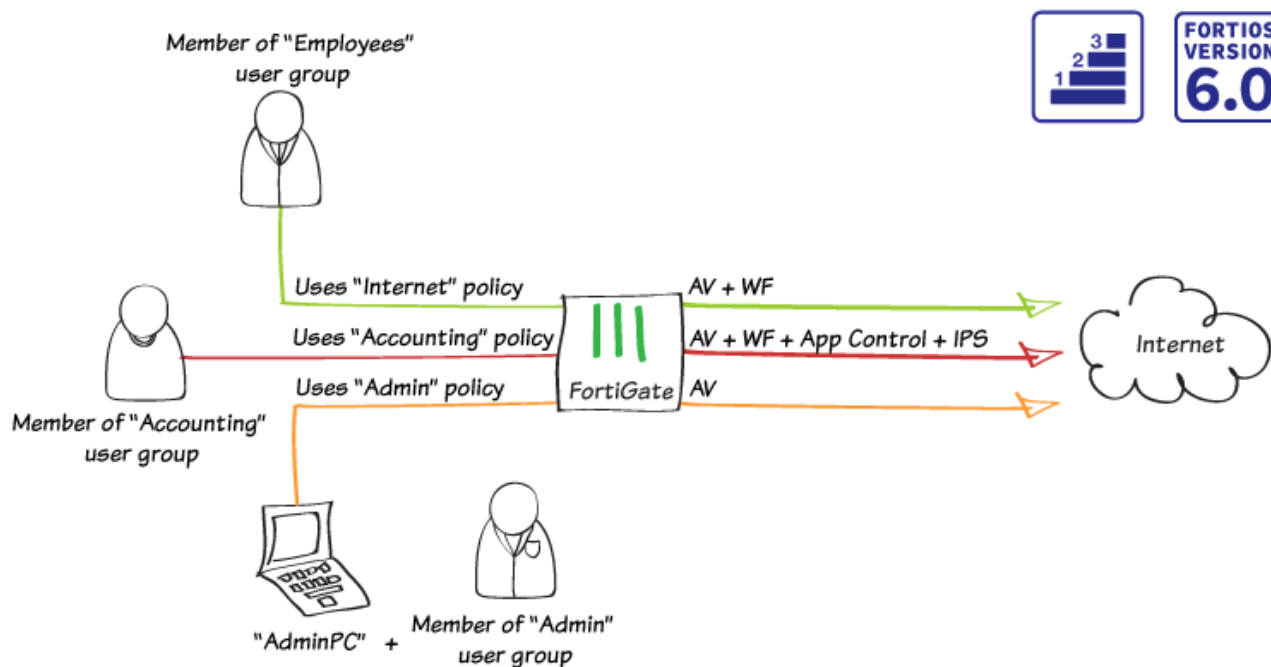 Member of "Employees"
user group
3
2
1
FORTIOS
VERSION
6.0
Uses "Internet" policy
AV + WF
Uses "Accounting" policy
AV + WF + App Control + IPS
Internet
Uses "Admin" policy
FortiGate
AV
Member of "Accounting"
user group
"AdminPC" + Member of "Admin"
user group